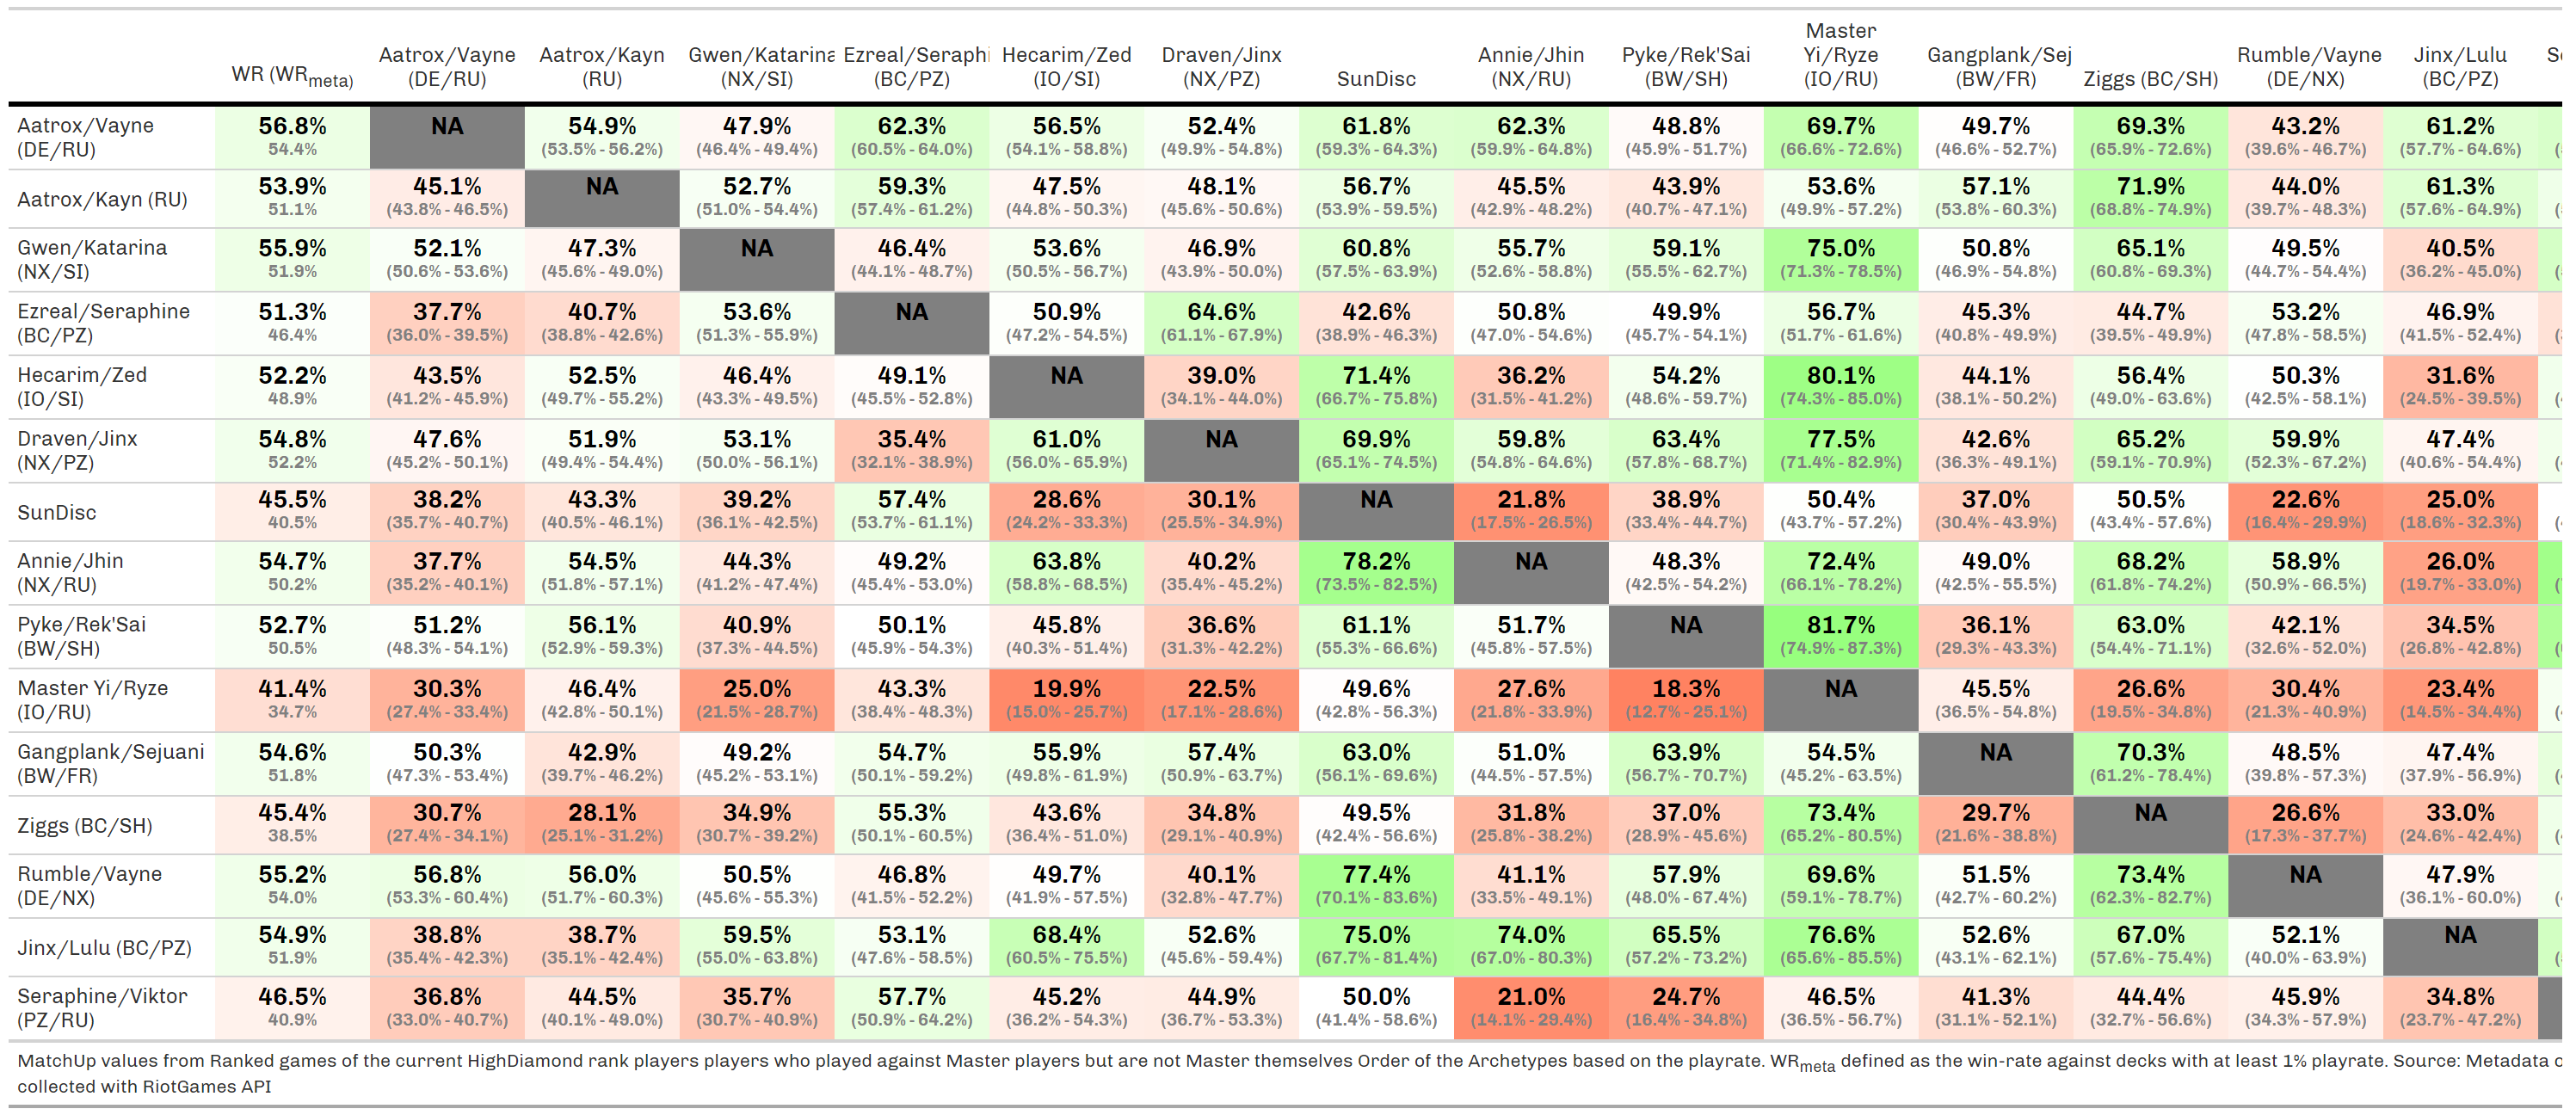 Master
Aatrox/Vayne Aatrox/Kayn Gwen/Katarina Ezreal/Seraphi Hecarim/Zed Draven/Jinx Annie/Jhin Pyke/Rek'Sai Yi/Ryze Gangplank/Sej Rumble/Vayne Jinx/Lulu
WR (WRmeta) (DE/RU) (RU) (NX/SI) (BC/PZ) (IO/SI) (NX/PZ) SunDisc (NX/RU) (BW/SH) (IO/RU) (BW/FR) Ziggs (BC/SH) (DE/NX) (BC/PZ)
Aatrox/Vayne 56.8% NA 54.9% 47.9% 62.3% 56.5% 52.4% 61.8% 62.3% 48.8% 69.7% 49.7% 69.3% 43.2% 61.2%
(DE/RU) 54.4% (53.5% - 56.2%) (46.4% - 49.4%) (60.5% - 64.0%) (54.1% - 58.8%) (49.9% - 54.8%) (59.3% - 64.3%) (59.9% - 64.8%) (45.9% - 51.7%) (66.6% - 72.6%) (46.6% - 52.7%) (65.9% - 72.6%) (39.6% - 46.7%) (57.7% - 64.6%)
Aatrox/Kayn (RU) 53.9% 45.1% NA 52.7% 59.3% 47.5% 48.1% 56.7% 45.5% 43.9% 53.6% 57.1% 71.9% 44.0% 61.3%
51.1% (43.8% - 46.5%) (51.0% - 54.4%) (57.4% - 61.2%) (44.8% - 50.3%) (45.6% - 50.6%) (53.9% - 59.5%) (42.9% - 48.2%) (40.7% - 47.1%) (49.9% - 57.2%) (53.8% - 60.3%) (68.8% - 74.9%) (39.7% - 48.3%) (57.6% - 64.9%)
Gwen/Katarina 55.9% 52.1% 47.3% NA 46.4% 53.6% 46.9% 60.8% 55.7% 59.1% 75.0% 50.8% 65.1% 49.5% 40.5%
(NX/SI) 51.9% (50.6% - 53.6%) (45.6% - 49.0%) (44.1% - 48.7%) (50.5% - 56.7%) (43.9% - 50.0%) (57.5% - 63.9%) (52.6% - 58.8%) (55.5% - 62.7%) (71.3% - 78.5%) (46.9% - 54.8%) (60.8% - 69.3%) (44.7% - 54.4%) (36.2% - 45.0%)
Ezreal/Seraphine 51.3% 37.7% 40.7% 53.6% NA 50.9% 64.6% 42.6% 50.8% 49.9% 56.7% 45.3% 44.7% 53.2% 46.9%
(BC/PZ) 46.4% (36.0% - 39.5%) (38.8% - 42.6%) (51.3% - 55.9%) (47.2% - 54.5%) (61.1% - 67.9%) (38.9% - 46.3%) (47.0% - 54.6%) (45.7% - 54.1%) (51.7% - 61.6%) (40.8% - 49.9%) (39.5% - 49.9%) (47.8% - 58.5%) (41.5% - 52.4%)
Hecarim/Zed 52.2% 43.5% 52.5% 46.4% 49.1% NA 39.0% 71.4% 36.2% 54.2% 80.1% 44.1% 56.4% 50.3% 31.6%
(IO/SI) 48.9% (41.2% - 45.9%) (49.7% - 55.2%) (43.3% - 49.5%) (45.5% - 52.8%) (34.1% - 44.0%) (66.7% - 75.8%) (31.5% - 41.2%) (48.6% - 59.7%) (74.3% - 85.0%) (38.1% - 50.2%) (49.0% - 63.6%) (42.5% - 58.1%) (24.5% - 39.5%)
Draven/Jinx 54.8% 47.6% 51.9% 53.1% 35.4% 61.0% NA 69.9% 59.8% 63.4% 77.5% 42.6% 65.2% 59.9% 47.4%
(NX/PZ) 52.2% (45.2% - 50.1%) (49.4% - 54.4%) (50.0% - 56.1%) (32.1% - 38.9%) (56.0% - 65.9%) (65.1% - 74.5%) (54.8% - 64.6%) (57.8% - 68.7%) (71.4% - 82.9%) (36.3% - 49.1%) (59.1% - 70.9%) (52.3% - 67.2%) (40.6% - 54.4%)
SunDisc 45.5% 38.2% 43.3% 39.2% 57.4% 28.6% 30.1% NA 21.8% 38.9% 50.4% 37.0% 50.5% 22.6% 25.0%
40.5% (35.7% - 40.7%) (40.5% - 46.1%) (36.1% - 42.5%) (53.7% - 61.1%) (24.2% - 33.3%) (25.5% - 34.9%) (17.5% - 26.5%) (33.4% - 44.7%) (43.7% - 57.2%) (30.4% - 43.9%) (43.4% - 57.6%) (16.4% - 29.9%) (18.6% - 32.3%)
Annie/Jhin 54.7% 37.7% 54.5% 44.3% 49.2% 63.8% 40.2% 78.2% NA 48.3% 72.4% 49.0% 68.2% 58.9% 26.0%
(NX/RU) 50.2% (35.2% - 40.1%) (51.8% - 57.1%) (41.2% - 47.4%) (45.4% - 53.0%) (58.8% - 68.5%) (35.4% - 45.2%) (73.5% - 82.5%) (42.5% - 54.2%) (66.1% - 78.2%) (42.5% - 55.5%) (61.8% - 74.2%) (50.9% - 66.5%) (19.7% - 33.0%)
Pyke/Rek'Sai 52.7% 51.2% 56.1% 40.9% 50.1% 45.8% 36.6% 61.1% 51.7% NA 81.7% 36.1% 63.0% 42.1% 34.5%
(BW/SH) 50.5% (48.3% - 54.1%) (52.9% - 59.3%) (37.3% - 44.5%) (45.9% - 54.3%) (40.3% - 51.4%) (31.3% - 42.2%) (55.3% - 66.6%) (45.8% - 57.5%) (74.9% - 87.3%) (29.3% - 43.3%) (54.4% - 71.1%) (32.6% - 52.0%) (26.8% - 42.8%)
Master Yi/Ryze 41.4% 30.3% 46.4% 25.0% 43.3% 19.9% 22.5% 49.6% 27.6% 18.3% NA 45.5% 26.6% 30.4% 23.4%
(IO/RU) 34.7% (27.4% - 33.4%) (42.8% - 50.1%) (21.5% - 28.7%) (38.4% - 48.3%) (15.0% - 25.7%) (17.1% - 28.6%) (42.8% - 56.3%) (21.8% - 33.9%) (12.7% - 25.1%) (36.5% - 54.8%) (19.5% - 34.8%) (21.3% - 40.9%) (14.5% - 34.4%)
Gangplank/Sejuani 54.6% 50.3% 42.9% 49.2% 54.7% 55.9% 57.4% 63.0% 51.0% 63.9% 54.5% NA 70.3% 48.5% 47.4%
(BW/FR) 51.8% (47.3% - 53.4%) (39.7% - 46.2%) (45.2% - 53.1%) (50.1% - 59.2%) (49.8% - 61.9%) (50.9% - 63.7%) (56.1% - 69.6%) (44.5% - 57.5%) (56.7% - 70.7%) (45.2% - 63.5%) (61.2% - 78.4%) (39.8% - 57.3%) (37.9% - 56.9%)
Ziggs (BC/SH) 45.4% 30.7% 28.1% 34.9% 55.3% 43.6% 34.8% 49.5% 31.8% 37.0% 73.4% 29.7% NA 26.6% 33.0%
38.5% (27.4% - 34.1%) (25.1% - 31.2%) (30.7% - 39.2%) (50.1% - 60.5%) (36.4% - 51.0%) (29.1% - 40.9%) (42.4% - 56.6%) (25.8% - 38.2%) (28.9% - 45.6%) (65.2% - 80.5%) (21.6% - 38.8%) (17.3% - 37.7%) (24.6% - 42.4%)
Rumble/Vayne 55.2% 56.8% 56.0% 50.5% 46.8% 49.7% 40.1% 77.4% 41.1% 57.9% 69.6% 51.5% 73.4% NA 47.9%
(DE/NX) 54.0% (53.3% - 60.4%) (51.7% - 60.3%) (45.6% - 55.3%) (41.5% - 52.2%) (41.9% - 57.5%) (32.8% - 47.7%) (70.1% - 83.6%) (33.5% - 49.1%) (48.0% - 67.4%) (59.1% - 78.7%) (42.7% - 60.2%) (62.3% - 82.7%) (36.1% - 60.0%)
Jinx/Lulu (BC/PZ) 54.9% 38.8% 38.7% 59.5% 53.1% 68.4% 52.6% 75.0% 74.0% 65.5% 76.6% 52.6% 67.0% 52.1% NA
51.9% (35.4% - 42.3%) (35.1% - 42.4%) (55.0% - 63.8%) (47.6% - 58.5%) (60.5% - 75.5%) (45.6% - 59.4%) (67.7% - 81.4%) (67.0% - 80.3%) (57.2% - 73.2%) (65.6% - 85.5%) (43.1% - 62.1%) (57.6% - 75.4%) (40.0% - 63.9%)
Seraphine/Viktor 46.5% 36.8% 44.5% 35.7% 57.7% 45.2% 44.9% 50.0% 21.0% 24.7% 46.5% 41.3% 44.4% 45.9% 34.8%
(PZ/RU) 40.9% (33.0% - 40.7%) (40.1% - 49.0%) (30.7% - 40.9%) (50.9% - 64.2%) (36.2% - 54.3%) (36.7% - 53.3%) (41.4% - 58.6%) (14.1% - 29.4%) (16.4% - 34.8%) (36.5% - 56.7%) (31.1% - 52.1%) (32.7% - 56.6%) (34.3% - 57.9%) (23.7% - 47.2%)
MatchUp values from Ranked games of the current HighDiamond rank players players who played against Master players but are not Master themselves Order of the Archetypes based on the playrate. WRmeta defined as the win-rate against decks with at least 1% playrate. Source: Metadata
collected with RiotGames API